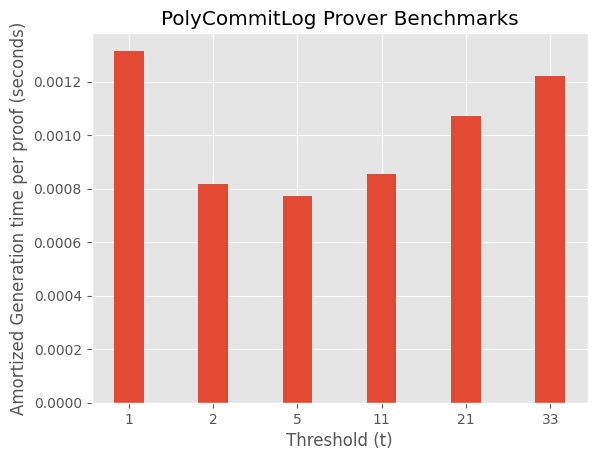 PolyCommitLog Prover Benchmarks
Amortized Generation time per proof (seconds)
0.0012
0.0010
0.0008
0.0006
0.0004
0.0002
0.0000
1 2 5 11 21 33
Threshold (t)